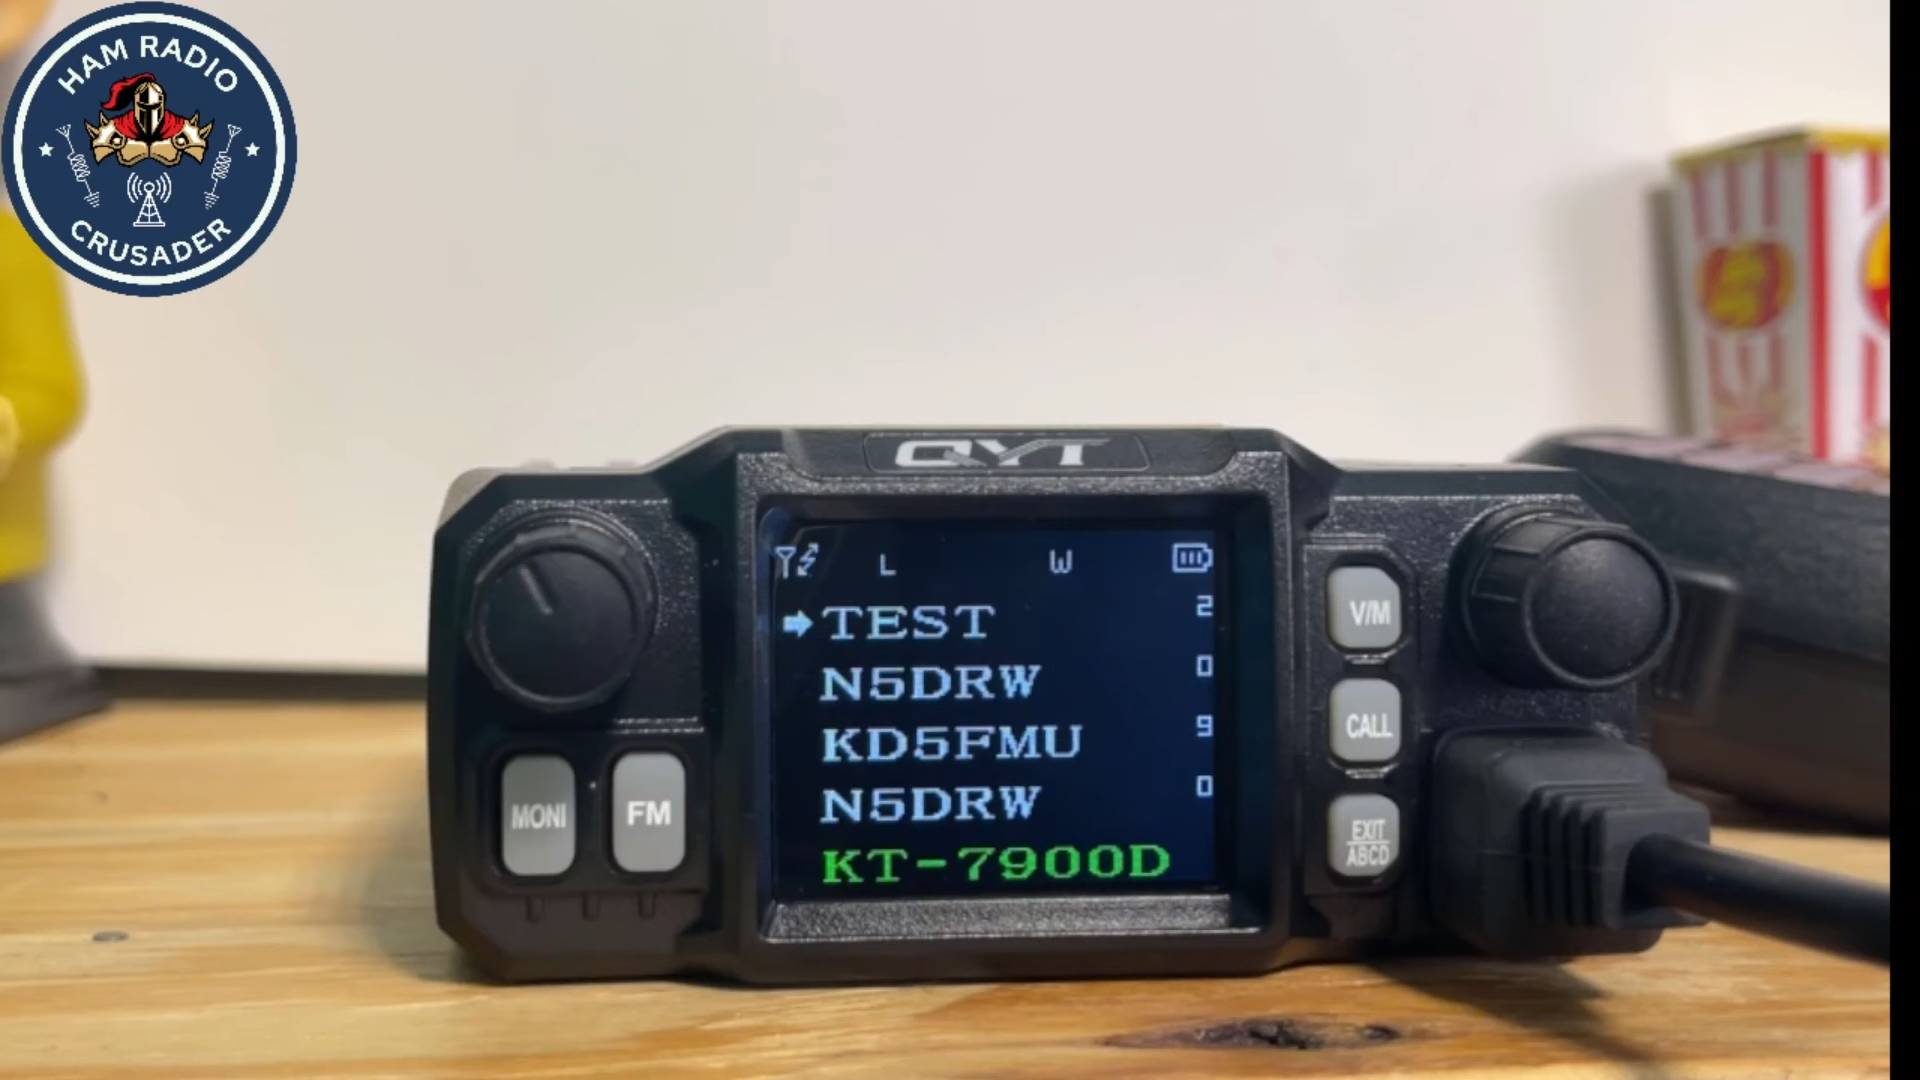 HAM RADIO
CRUSADER
QYT
L W
TEST 2
N5DRW 0
KD5FMU 9
N5DRW 0
KT-7900D
MONI
FM
V/M
CALL
EXIT
ABCD